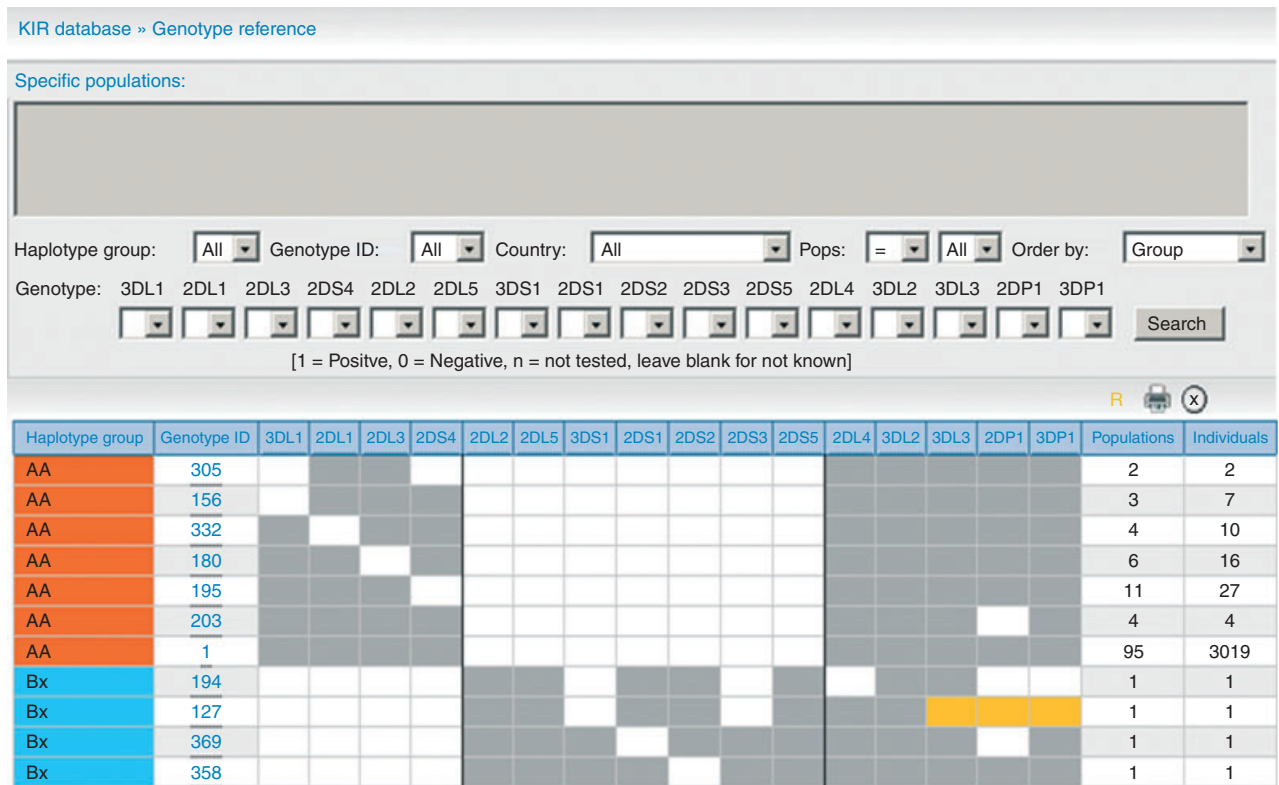 KIR database » Genotype reference
Specific populations:
Haplotype group: All Genotype ID: All Country: All Pops: = All Order by: Group
Genotype: 3DL1 2DL1 2DL3 2DS4 2DL2 2DL5 3DS1 2DS1 2DS2 2DS3 2DS5 2DL4 3DL2 3DL3 2DP1 3DP1
Search
[1 = Positve, 0 = Negative, n = not tested, leave blank for not known]
R X
Haplotype group Genotype ID 3DL1 2DL1 2DL3 2DS4 2DL2 2DL5 3DS1 2DS1 2DS2 2DS3 2DS5 2DL4 3DL2 3DL3 2DP1 3DP1 Populations Individuals
AA 305 2 2
AA 156 3 7
AA 332 4 10
AA 180 6 16
AA 195 11 27
AA 203 4 4
AA 1 95 3019
Bx 194 1 1
Bx 127 1 1
Bx 369 1 1
Bx 358 1 1